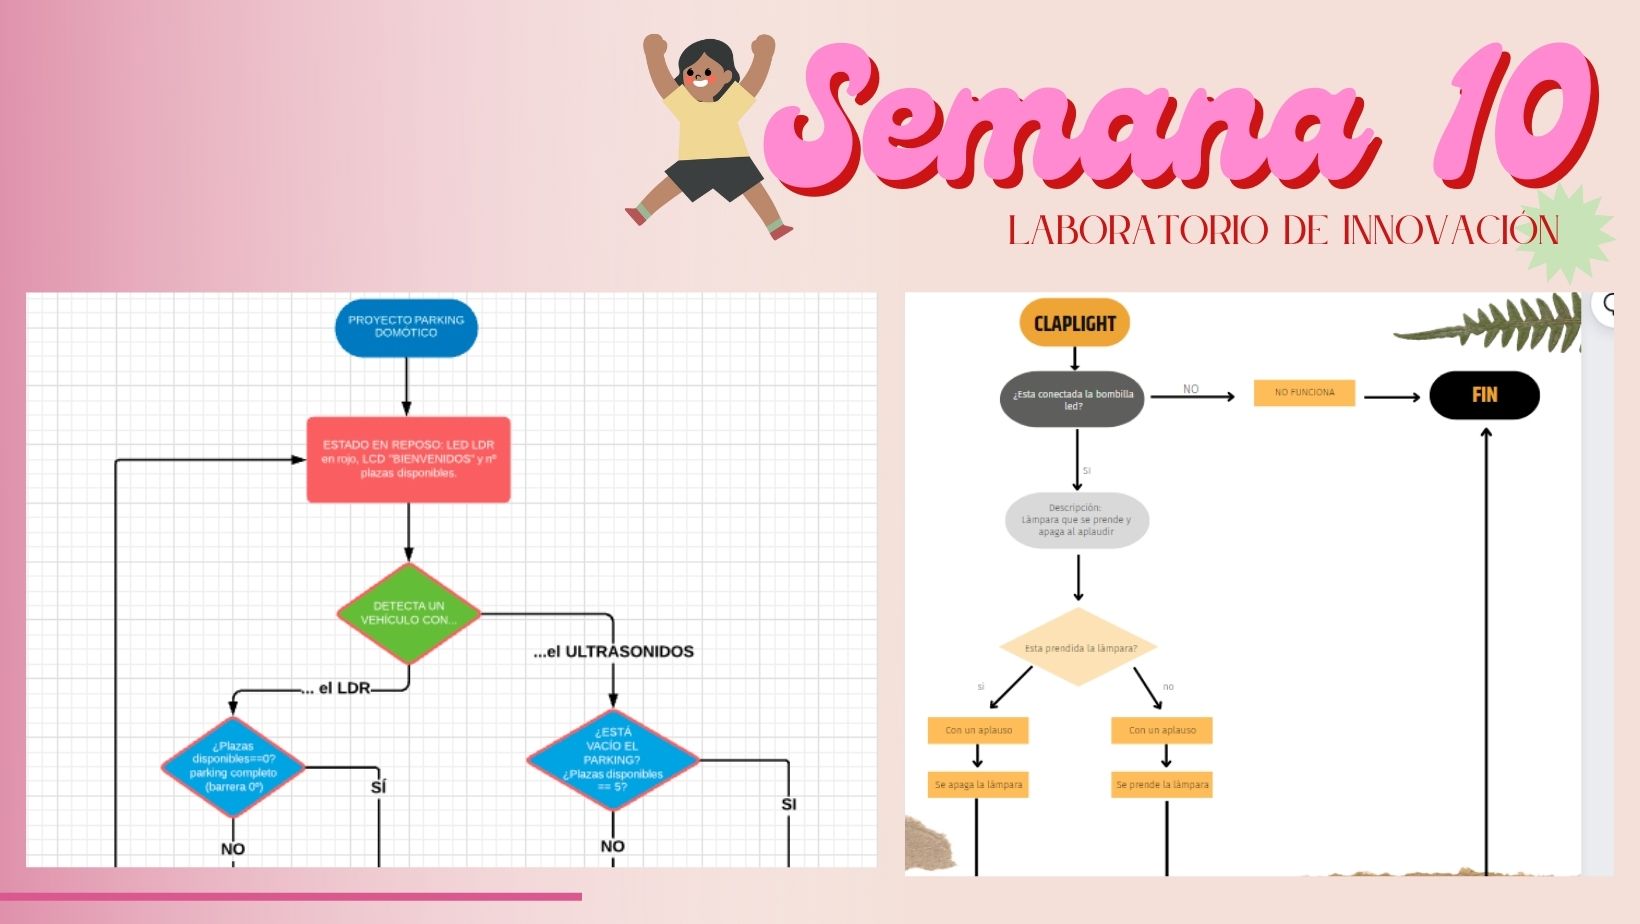 Semana 10
LABORATORIO DE INNOVACIÓN
PROYECTO PARKING
DOMÓTICO
ESTADO EN REPOSO: LED LDR
en rojo, LCD "BIENVENIDOS" y nº
plazas disponibles.
DETECTA UN
VEHÍCULO CON...
...el ULTRASONIDOS
... el LDR
¿Plazas
disponibles==0?
parking completo
(barrera 0º)
SÍ
NO
¿ESTÁ
VACÍO EL
PARKING?
¿Plazas disponibles
== 5?
SI
NO
CLAPLIGHT
¿Esta conectada la bombilla
led?
NO
NO FUNCIONA
FIN
si
Descripción:
Làmpara que se prende y
apaga al aplaudir
Esta prendida la làmpara?
si
no
Con un aplauso
Con un aplauso
Se apaga la làmpara
Se prende la làmpara